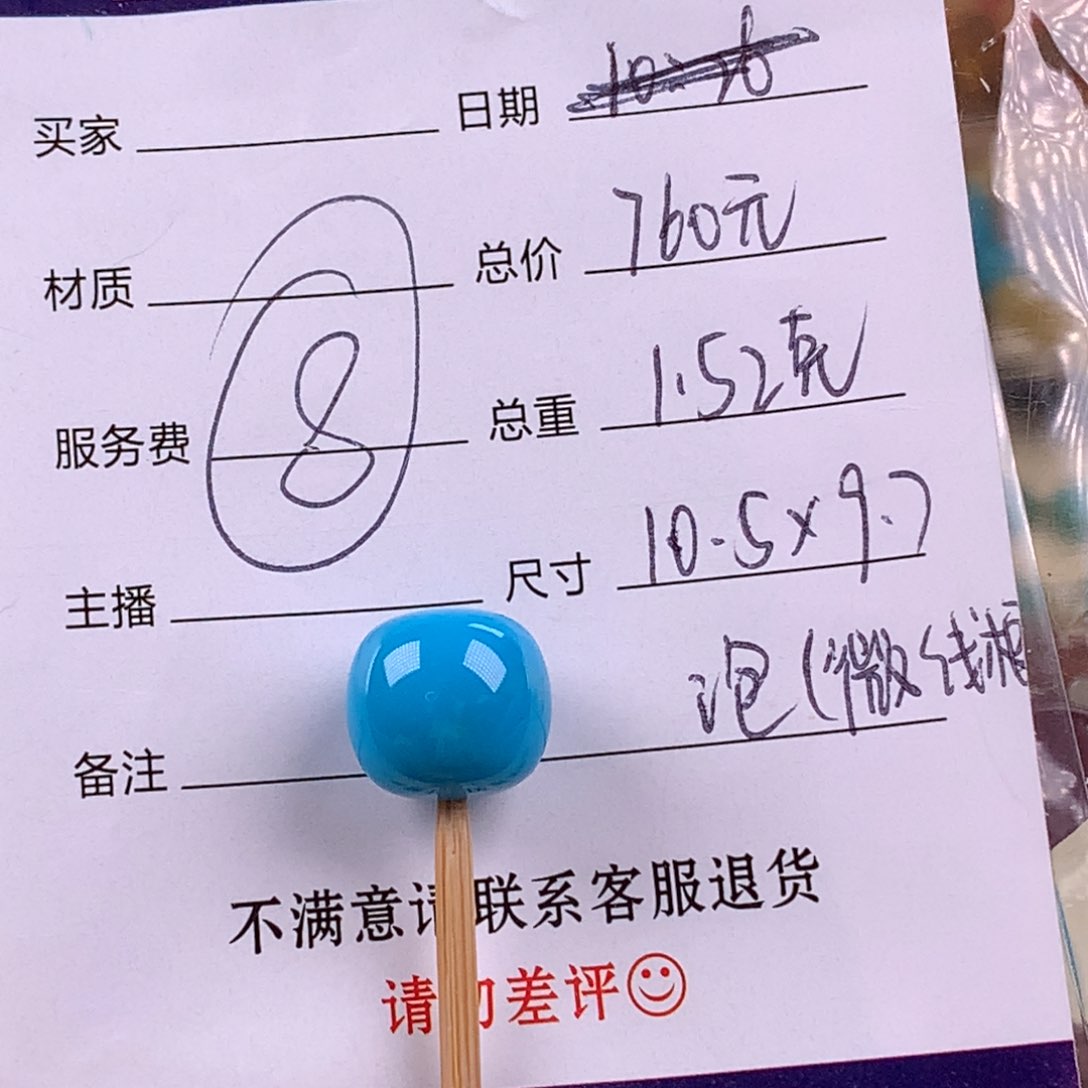 买家 日期
材质 总价 760元
8
服务费 总重 1.52克
主播 尺寸 10.5×9.7
备注 泡(微线裙
不满意请联系客服退货
请勿差评